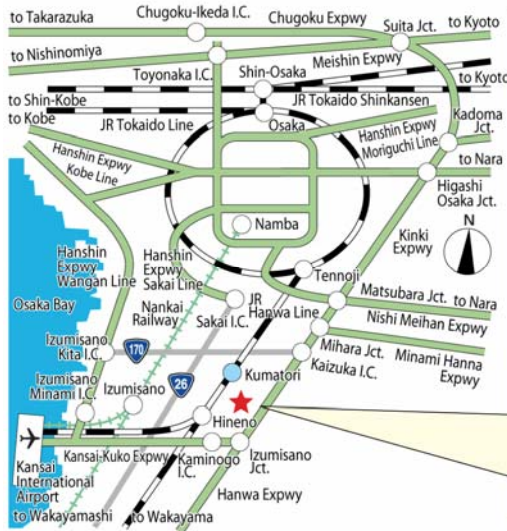 to Takarazuka
Chugoku-Ikeda I.C.
Chugoku Expwy
Suita Jct.
to Kyoto
to Nishinomiya
Meishin Expwy
Toyonaka I.C.
Shin-Osaka
to Kyoto
to Shin-Kobe
JR Tokaido Shinkansen
to Kobe
JR Tokaido Line
Osaka
Hanshin Expwy
Moriguchi Line
Kadoma
Jct.
Hanshin Expwy
Kobe Line
to Nara
Higashi
Osaka Jct.
Namba
Kinki
Expwy
N
Hanshin
Expwy
Wangan Line
Hanshin
Expwy
Sakai Line
Tennoji
Osaka Bay
Nankai
Railway
JR
Hanwa Line
Sakai I.C.
Matsubara Jct.
to Nara
Nishi Meihan Expwy
Izumisano
Kita I.C.
170
Mihara Jct.
Minami Hanna
Expwy
Kaizuka I.C.
Izumisano
Minami I.C.
Izumisano
26
Kumatori
Hineno
Kansai-Kuko Expwy
Kaminogo
I.C.
Izumisano
Jct.
Kansai
International
Airport
Hanwa Expwy
to Wakayamashi
to Wakayama